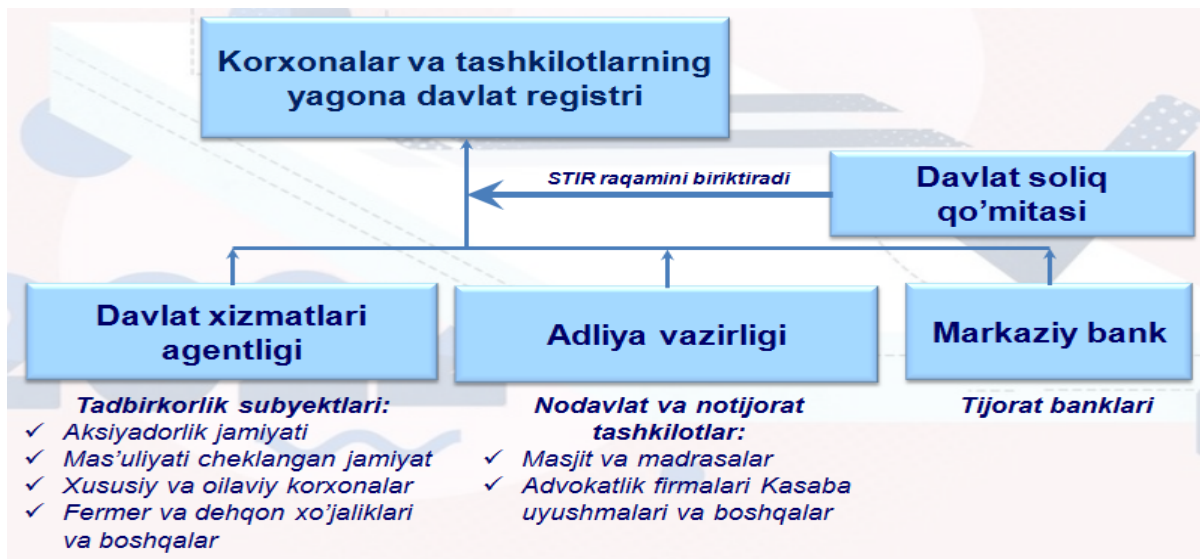 Korxonalar va tashkilotlarning
yagona davlat registri
STIR raqamini biriktiradi
Davlat soliq
qo’mitasi
Davlat xizmatlari
agentligi
Adliya vazirligi
Markaziy bank
Tadbirkorlik subyektlari:
✓ Aksiyadorlik jamiyati
✓ Mas’uliyati cheklangan jamiyat
✓ Xususiy va oilaviy korxonalar
✓ Fermer va dehqon xo’jaliklari
va boshqalar
Nodavlat va notijorat
tashkilotlar:
✓ Masjit va madrasalar
✓ Advokatlik firmalari Kasaba
uyushmalari va boshqalar
Tijorat banklari